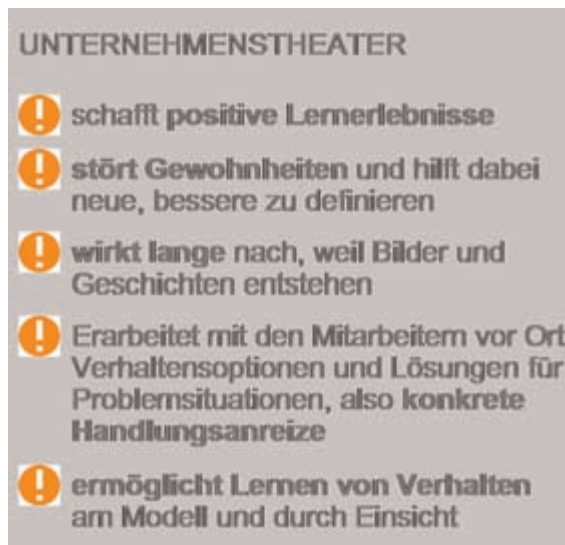 UNTERNEHMENSTHEATER
schafft positive Lernerlebnisse
stört Gewohnheiten und hilft dabei
neue, bessere zu definieren
wirkt lange nach, weil Bilder und
Geschichten entstehen
Erarbeitet mit den Mitarbeitern vor Ort
Verhaltensoptionen und Lösungen für
Problemsituationen, also konkrete
Handlungsanreize
ermöglicht Lernen von Verhalten
am Modell und durch Einsicht